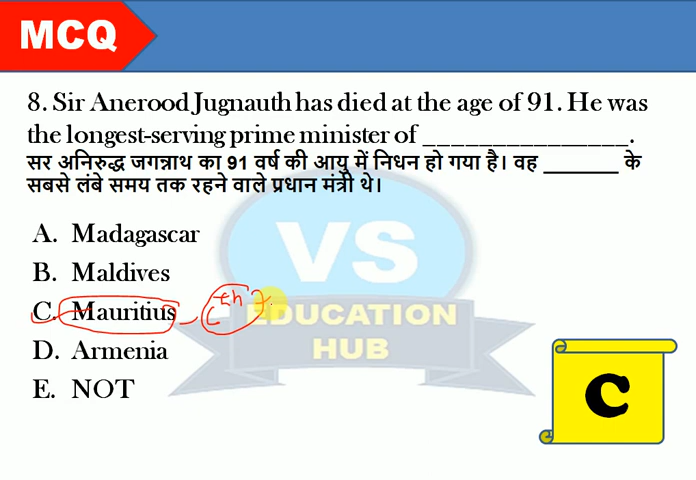 MCQ
8. Sir Anerood Jugnauth has died at the age of 91. He was
the longest-serving prime minister of _______________.
सर अनिरुद्ध जगन्नाथ का 91 वर्ष की आयु में निधन हो गया है। वह ________ के
सबसे लंबे समय तक रहने वाले प्रधान मंत्री थे।
A. Madagascar
B. Maldives
C. Mauritius
D. Armenia
E. NOT
VS
EDUCATION
HUB
C